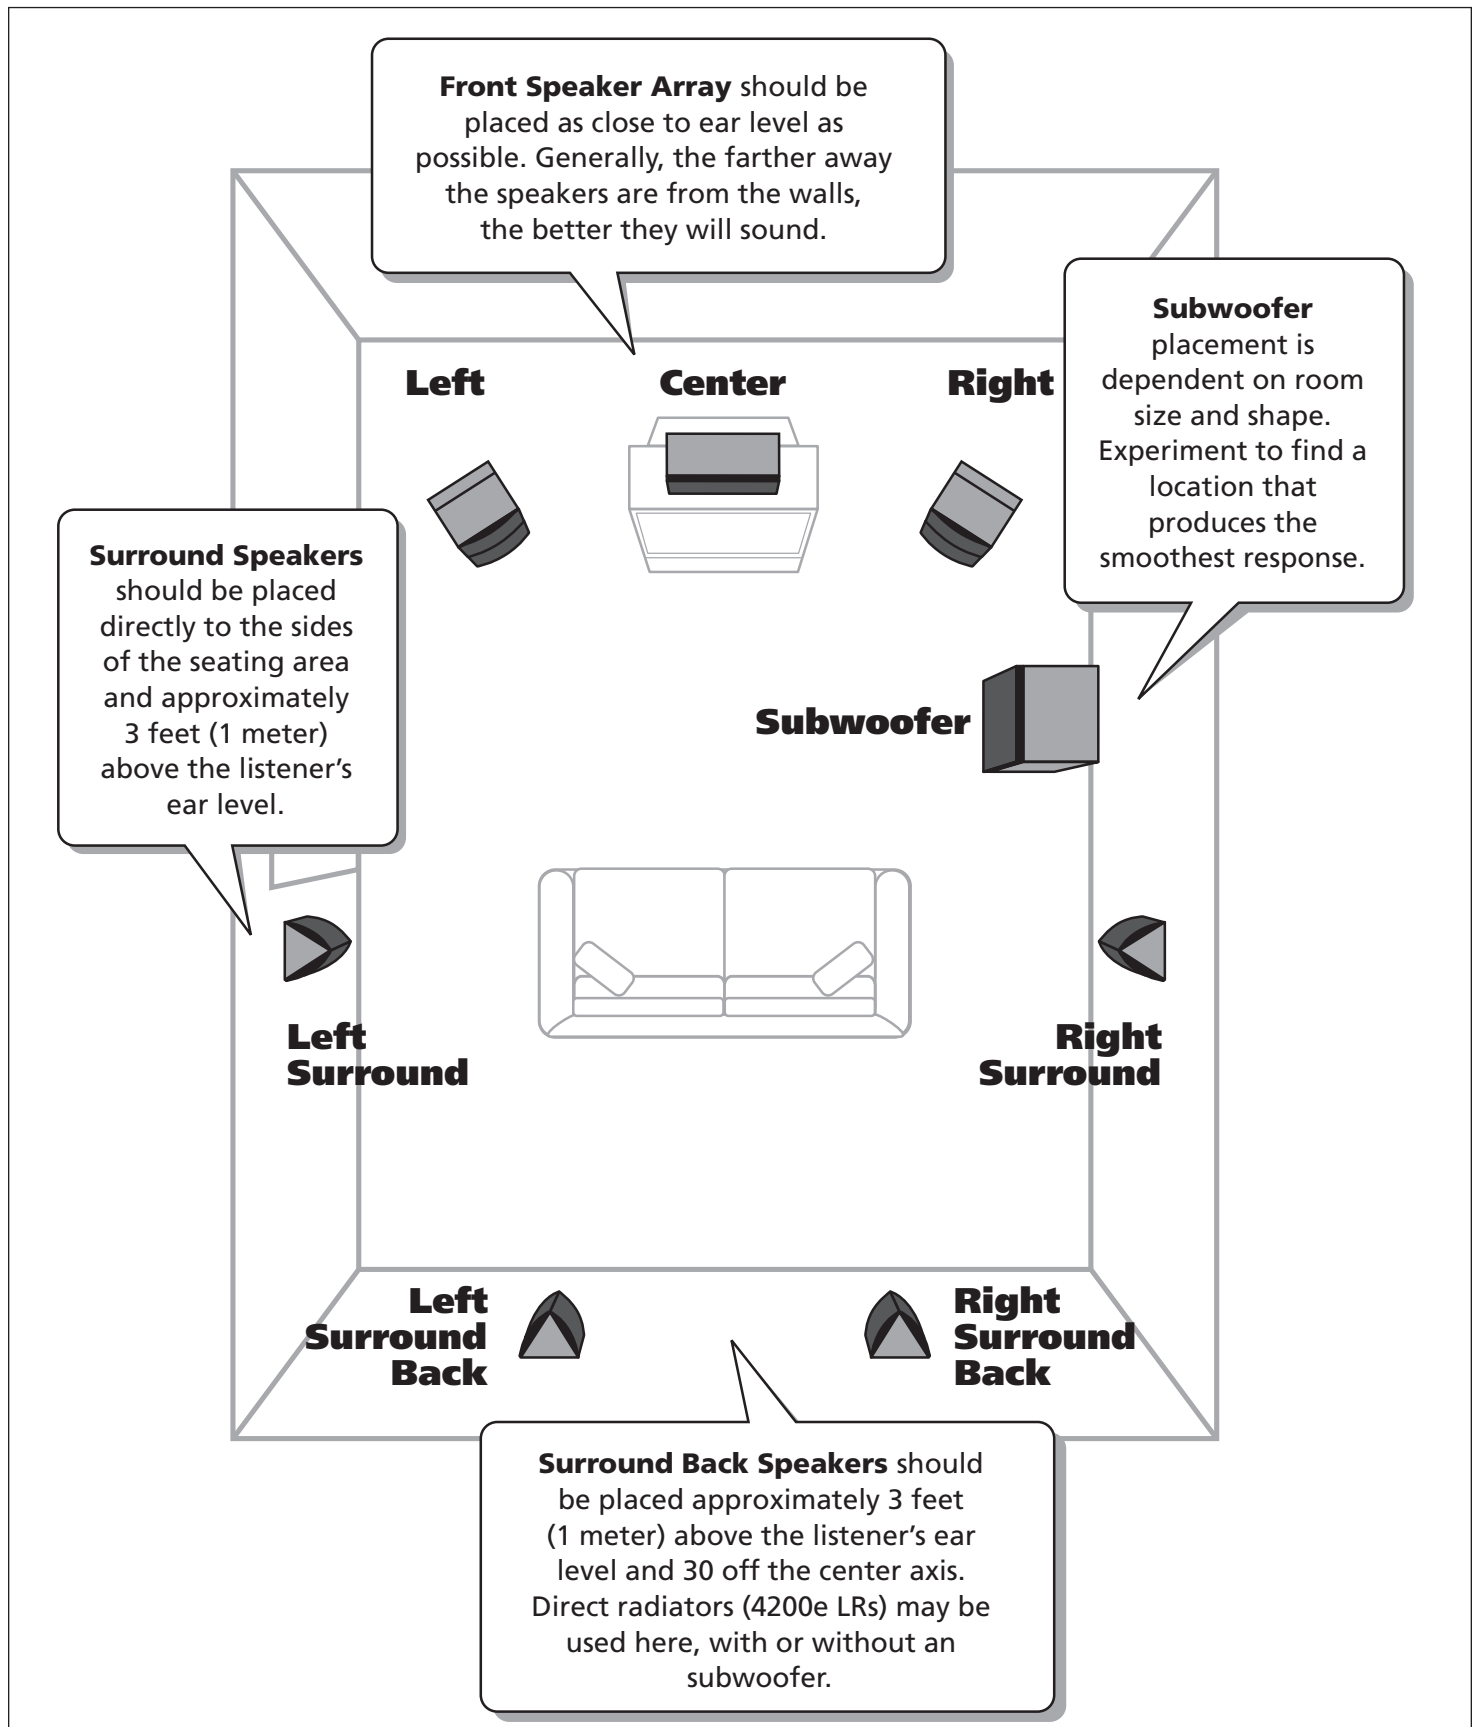 Front Speaker Array should be
placed as close to ear level as
possible. Generally, the farther away
the speakers are from the walls,
the better they will sound.
Subwoofer
placement is
dependent on room
size and shape.
Experiment to find a
location that
produces the
smoothest response.
Left
Center
Right
Surround Speakers
should be placed
directly to the sides
of the seating area
and approximately
3 feet (1 meter)
above the listener’s
ear level.
Subwoofer
Left
Surround
Right
Surround
Left
Surround
Back
Right
Surround
Back
Surround Back Speakers should
be placed approximately 3 feet
(1 meter) above the listener’s ear
level and 30 off the center axis.
Direct radiators (4200e LRs) may be
used here, with or without an
subwoofer.